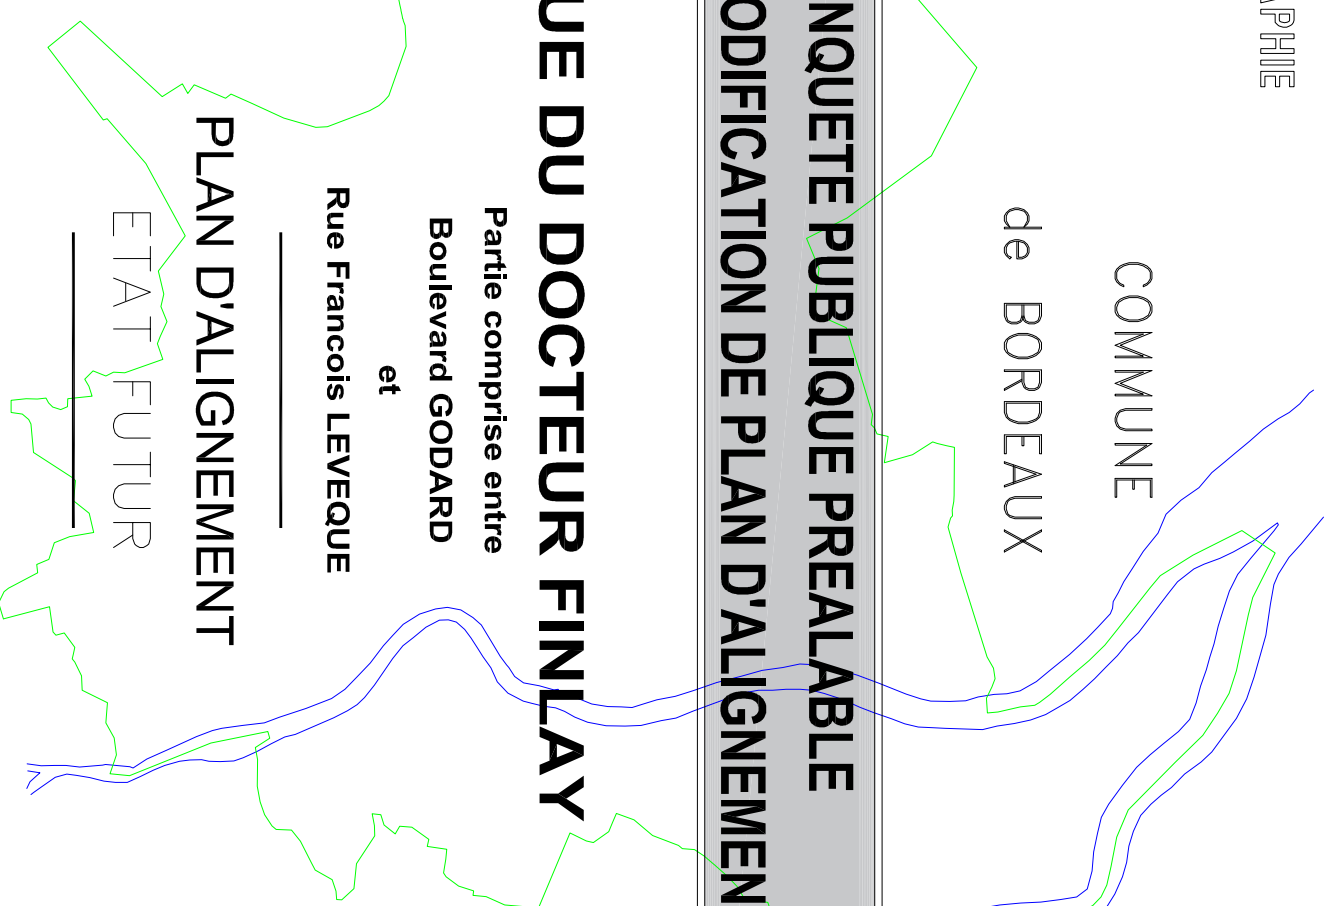 APHIE
COMMUNE
de BORDEAUX
NQUETE PUBLIQUE PREALABLE
ODIFICATION DE PLAN D'ALIGNEMEN
UE DU DOCTEUR FINLAY
Partie comprise entre
Boulevard GODARD
et
Rue Francois LEVEQUE
PLAN D'ALIGNEMENT
ETAT FUTUR